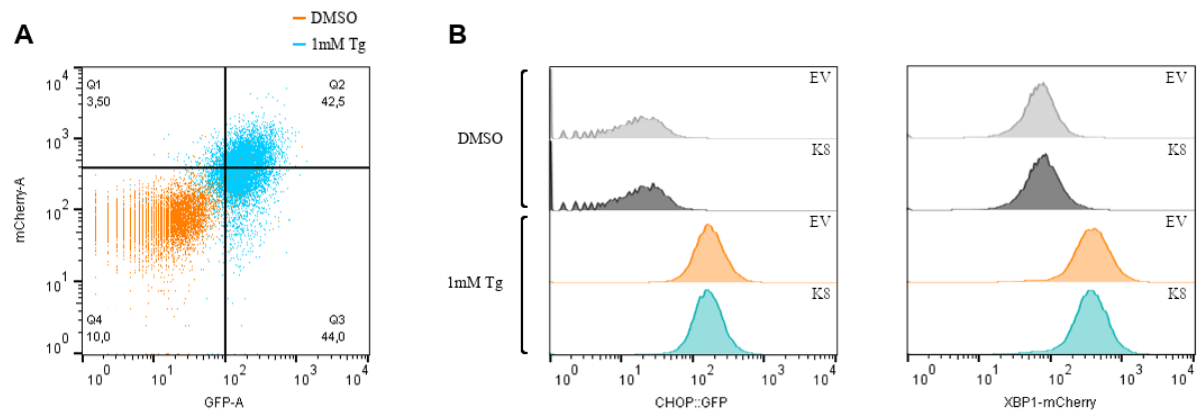 A
DMSO
1mM Tg
Q1
3,50
Q2
42,5
Q4
10,0
Q3
44,0
10^4
10^3
10^2
10^1
10^0
mCherry-A
10^0 10^1 10^2 10^3 10^4
GFP-A
B
DMSO
1mM Tg
EV
K8
EV
K8
10^0 10^1 10^2 10^3 10^4
CHOP::GFP
EV
K8
EV
K8
10^0 10^1 10^2 10^3 10^4
XBP1-mCherry